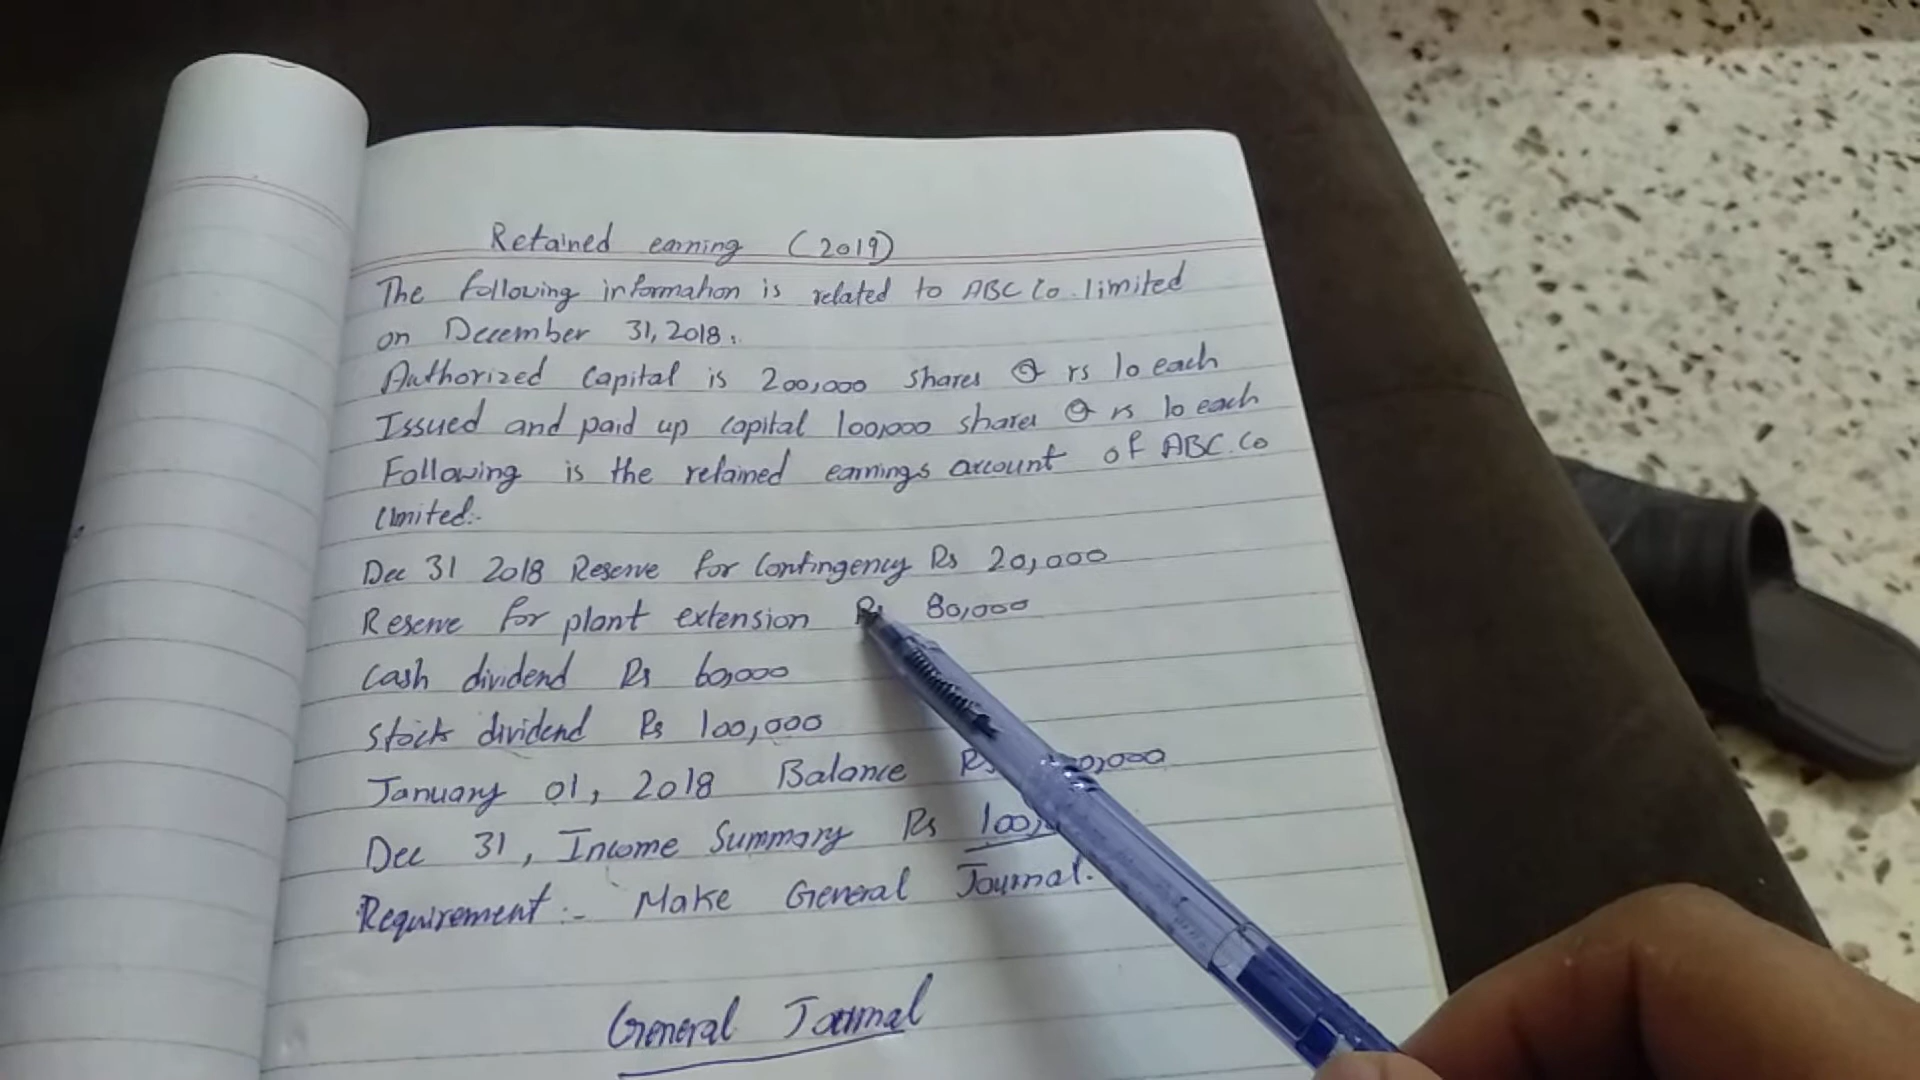 Retained earning (2019)
The following information is related to ABC Co. limited
on December 31, 2018.
Authorized capital is 200,000 shares @ rs 10 each
Issued and paid up capital 100,000 shares @ rs 10 each
Following is the retained earnings account of ABC.Co
limited:-
Dec 31 2018 Reserve for contingency Rs 20,000
Reserve for plant extension Rs 80,000
Cash dividend Rs 60,000
Stock dividend Rs 100,000
January 01, 2018 Balance
Dec 31, Income Summary Rs
Requirement:- Make General Journal.
General Journal